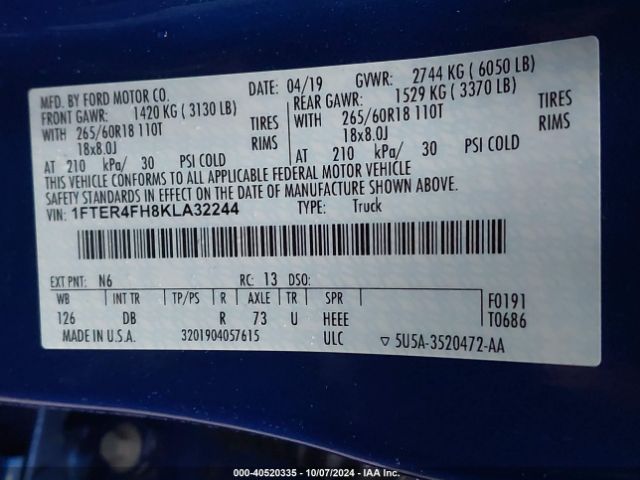 MFD. BY FORD MOTOR CO. DATE: 04/19 GVWR: 2744 KG ( 6050 LB)
FRONT GAWR: 1420 KG ( 3130 LB) REAR GAWR: 1529 KG ( 3370 LB)
WITH 265/60R18 110T TIRES WITH 265/60R18 110T TIRES
18x8.0J RIMS 18x8.0J RIMS
AT 210 kPa/ 30 PSI COLD AT 210 kPa/ 30 PSI COLD
THIS VEHICLE CONFORMS TO ALL APPLICABLE FEDERAL MOTOR VEHICLE
SAFETY STANDARDS IN EFFECT ON THE DATE OF MANUFACTURE SHOWN ABOVE.
VIN: 1FTER4FH8KLA32244 TYPE: Truck
EXT PNT: N6 RC: 13 DSO:
WB INT TR TP/PS R AXLE TR SPR F0191
126 DB R 73 U HEEE T0686
MADE IN U.S.A. 3201904057615 ULC ▽ 5U5A-3520472-AA
000-40520335 - 10/07/2024 - IAA Inc.